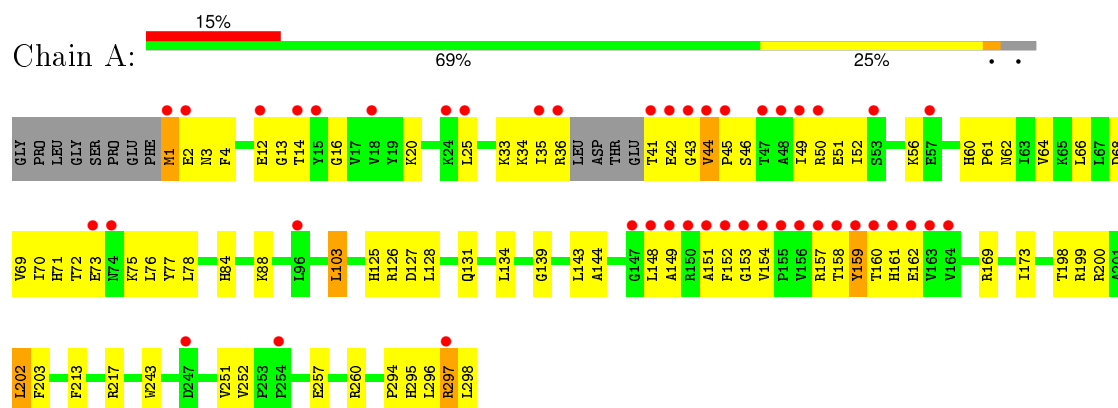 15%
Chain A:
69% 25% • •
GLY PRO LEU GLY SER PRO GLU PHE M1 E2 N3 F4 E12 G13 T14 Y15 G16 V17 V18 Y19 K20 K24 L25 K33 K34 I35 R36 LEU ASP THR GLU T41 E42 G43 V44 P45 S46 T47 A48 I49 R50 E51 I52 S53 K56 E57 H60 P61 N62 I63 V64 K65 L66 L67 D68
V69 I70 H71 T72 E73 N74 K75 L76 Y77 L78 H84 K88 L96 L103 H125 R126 D127 L128 Q131 L134 G139 L143 A144 G147 L148 A149 R150 A151 F152 G153 V154 P155 V156 R157 T158 Y159 T160 H161 E162 V163 V164 R169 I173 T198 R199 R200 A201
L202 F203 F213 R217 W243 D247 V251 V252 P253 P254 E257 R260 P294 H295 L296 R297 L298